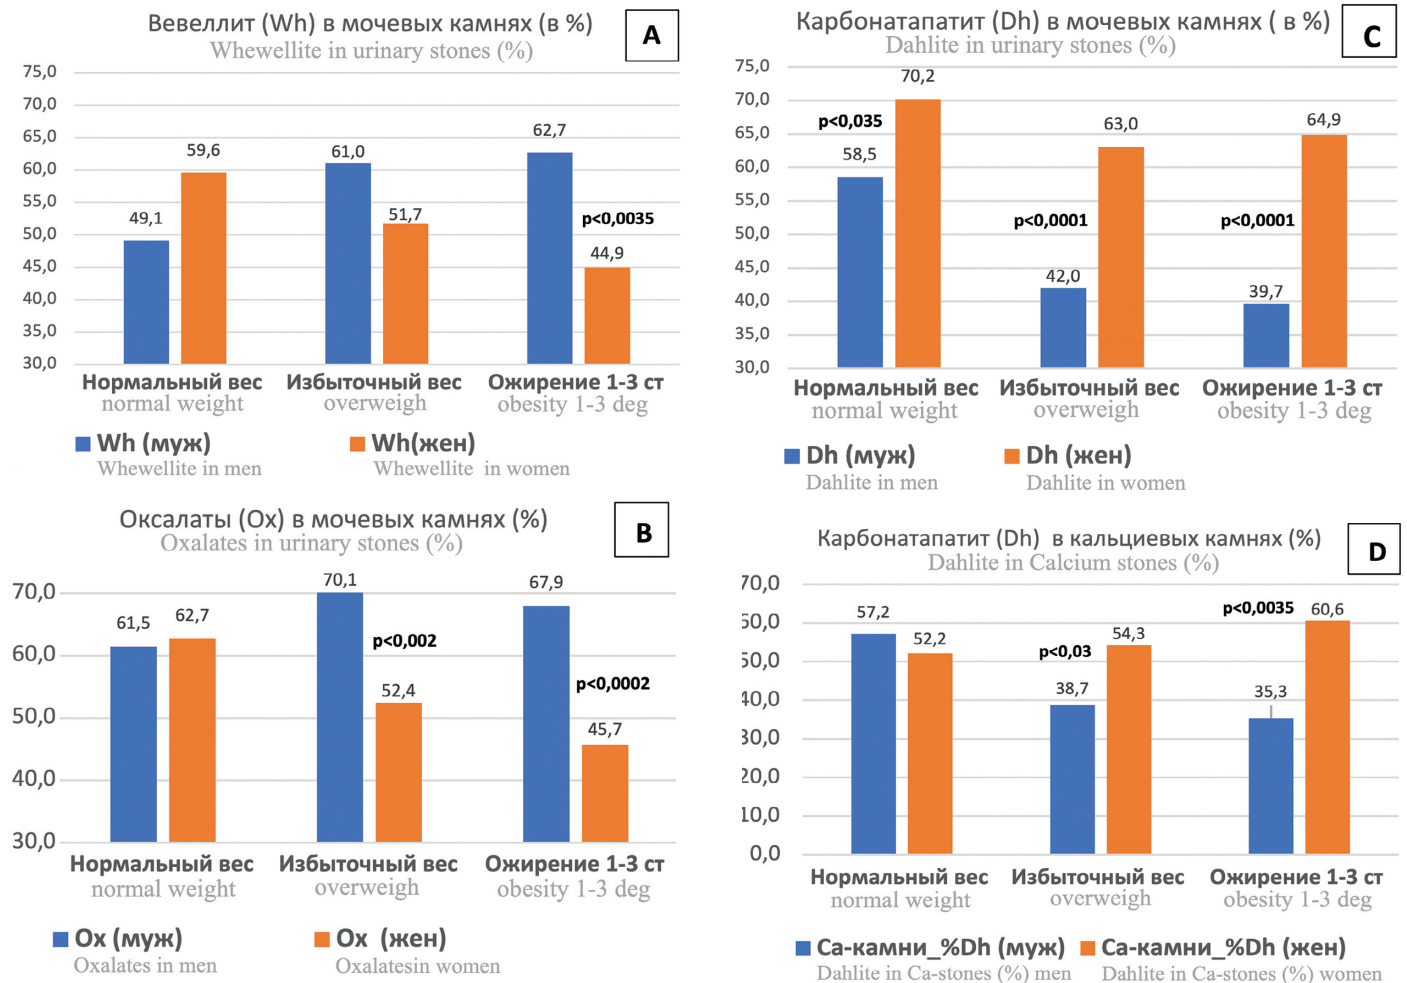 Вевеллит (Wh) в мочевых камнях (в %)
Whewellite in urinary stones (%)
A
75,0
70,0
65,0
60,0
55,0
50,0
45,0
40,0
35,0
30,0
49,1
59,6
61,0
51,7
62,7
p<0,0035
44,9
Нормальный вес
normal weight
Избыточный вес
overweigh
Ожирение 1-3 ст
obesity 1-3 deg
Wh (муж)
Whewellite in men
Wh(жен)
Whewellite in women
Оксалаты (Ox) в мочевых камнях (%)
Oxalates in urinary stones (%)
B
70,0
60,0
50,0
40,0
30,0
61,5
62,7
70,1
p<0,002
52,4
67,9
p<0,0002
45,7
Нормальный вес
normal weight
Избыточный вес
overweigh
Ожирение 1-3 ст
obesity 1-3 deg
Ox (муж)
Oxalates in men
Ox (жен)
Oxalatesin women
Карбонатапатит (Dh) в мочевых камнях ( в %)
Dahlite in urinary stones (%)
C
75,0
70,0
65,0
60,0
55,0
50,0
45,0
40,0
35,0
30,0
p<,035
58,5
70,2
p<0,0001
42,0
63,0
p<0,0001
39,7
64,9
Нормальный вес
normal weight
Избыточный вес
overweigh
Ожирение 1-3 ст
obesity 1-3 deg
Dh (муж)
Dahlite in men
Dh (жен)
Dahlite in women
Карбонатапатит (Dh) в кальциевых камнях (%)
Dahlite in Calcium stones (%)
D
70,0
60,0
50,0
40,0
30,0
20,0
10,0
0,0
57,2
52,2
p<0,03
38,7
54,3
p<0,0035
35,3
60,6
Нормальный вес
normal weight
Избыточный вес
overweigh
Ожирение 1-3 ст
obesity 1-3 deg
Ca-камни_%Dh (муж)
Dahlite in Ca-stones (%) men
Ca-камни_%Dh (жен)
Dahlite in Ca-stones (%) women